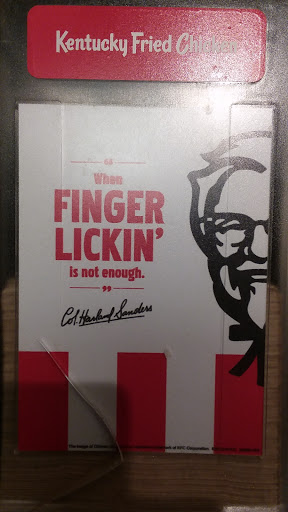 Kentucky Fried Chicken
“
When
FINGER
LICKIN’
is not enough.
”
Col. Harland Sanders